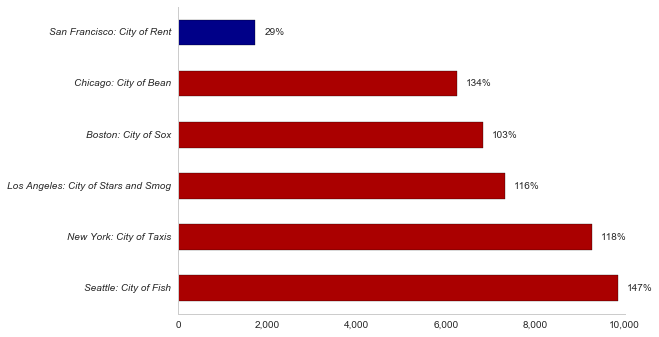 San Francisco: City of Rent 29%
Chicago: City of Bean 134%
Boston: City of Sox 103%
Los Angeles: City of Stars and Smog 116%
New York: City of Taxis 118%
Seattle: City of Fish 147%
0 2,000 4,000 6,000 8,000 10,000